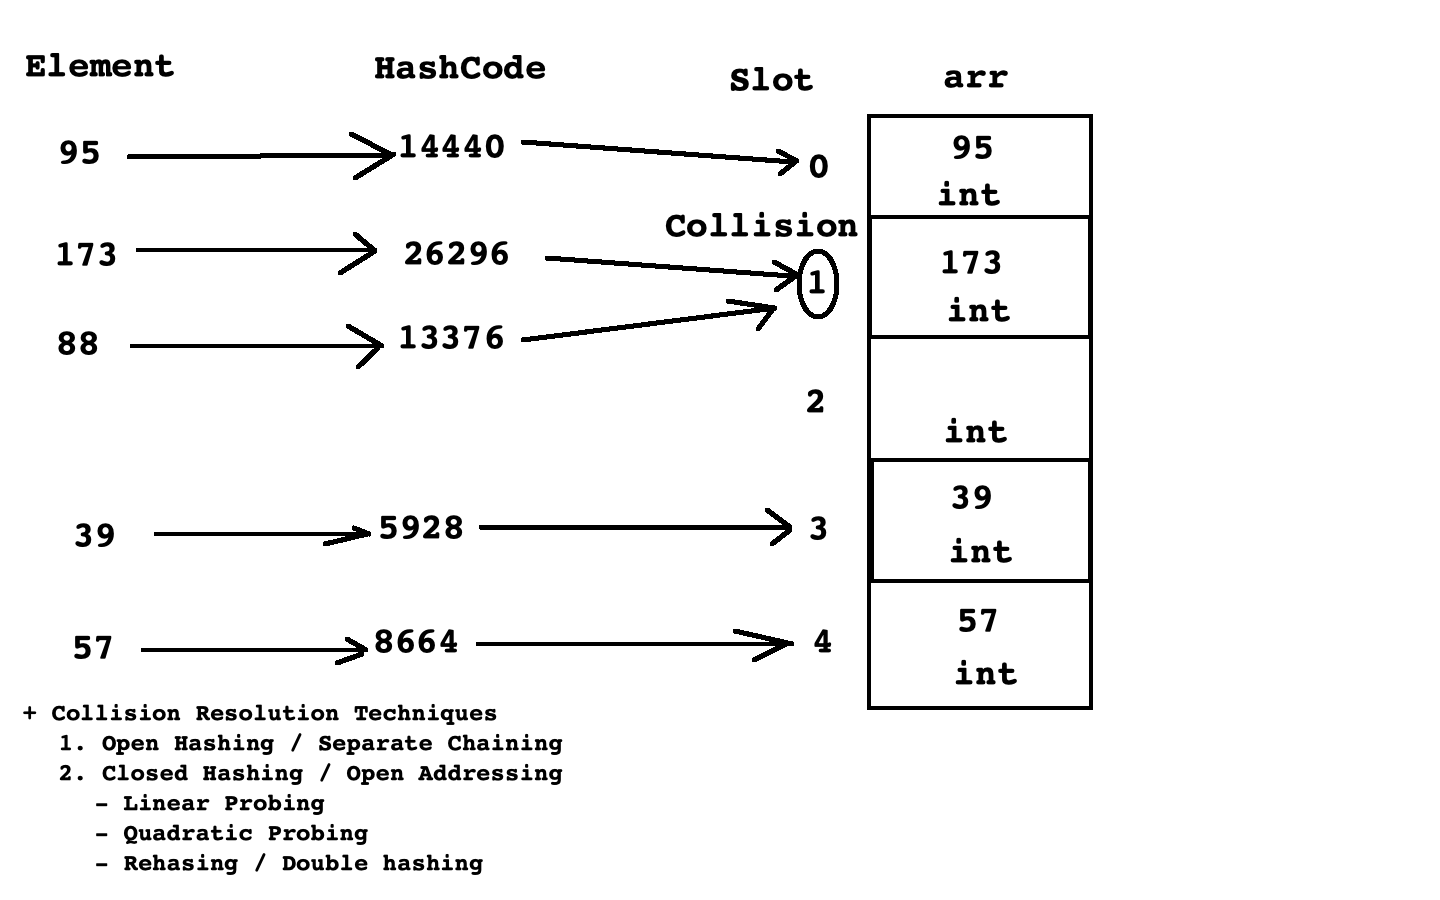 Element HashCode Slot arr
95 14440 0 95
int
Collision
173 26296 1 173
int
88 13376
2
int
39 5928 3 39
int
57 8664 4 57
int
+ Collision Resolution Techniques
1. Open Hashing / Separate Chaining
2. Closed Hashing / Open Addressing
- Linear Probing
- Quadratic Probing
- Rehasing / Double hashing